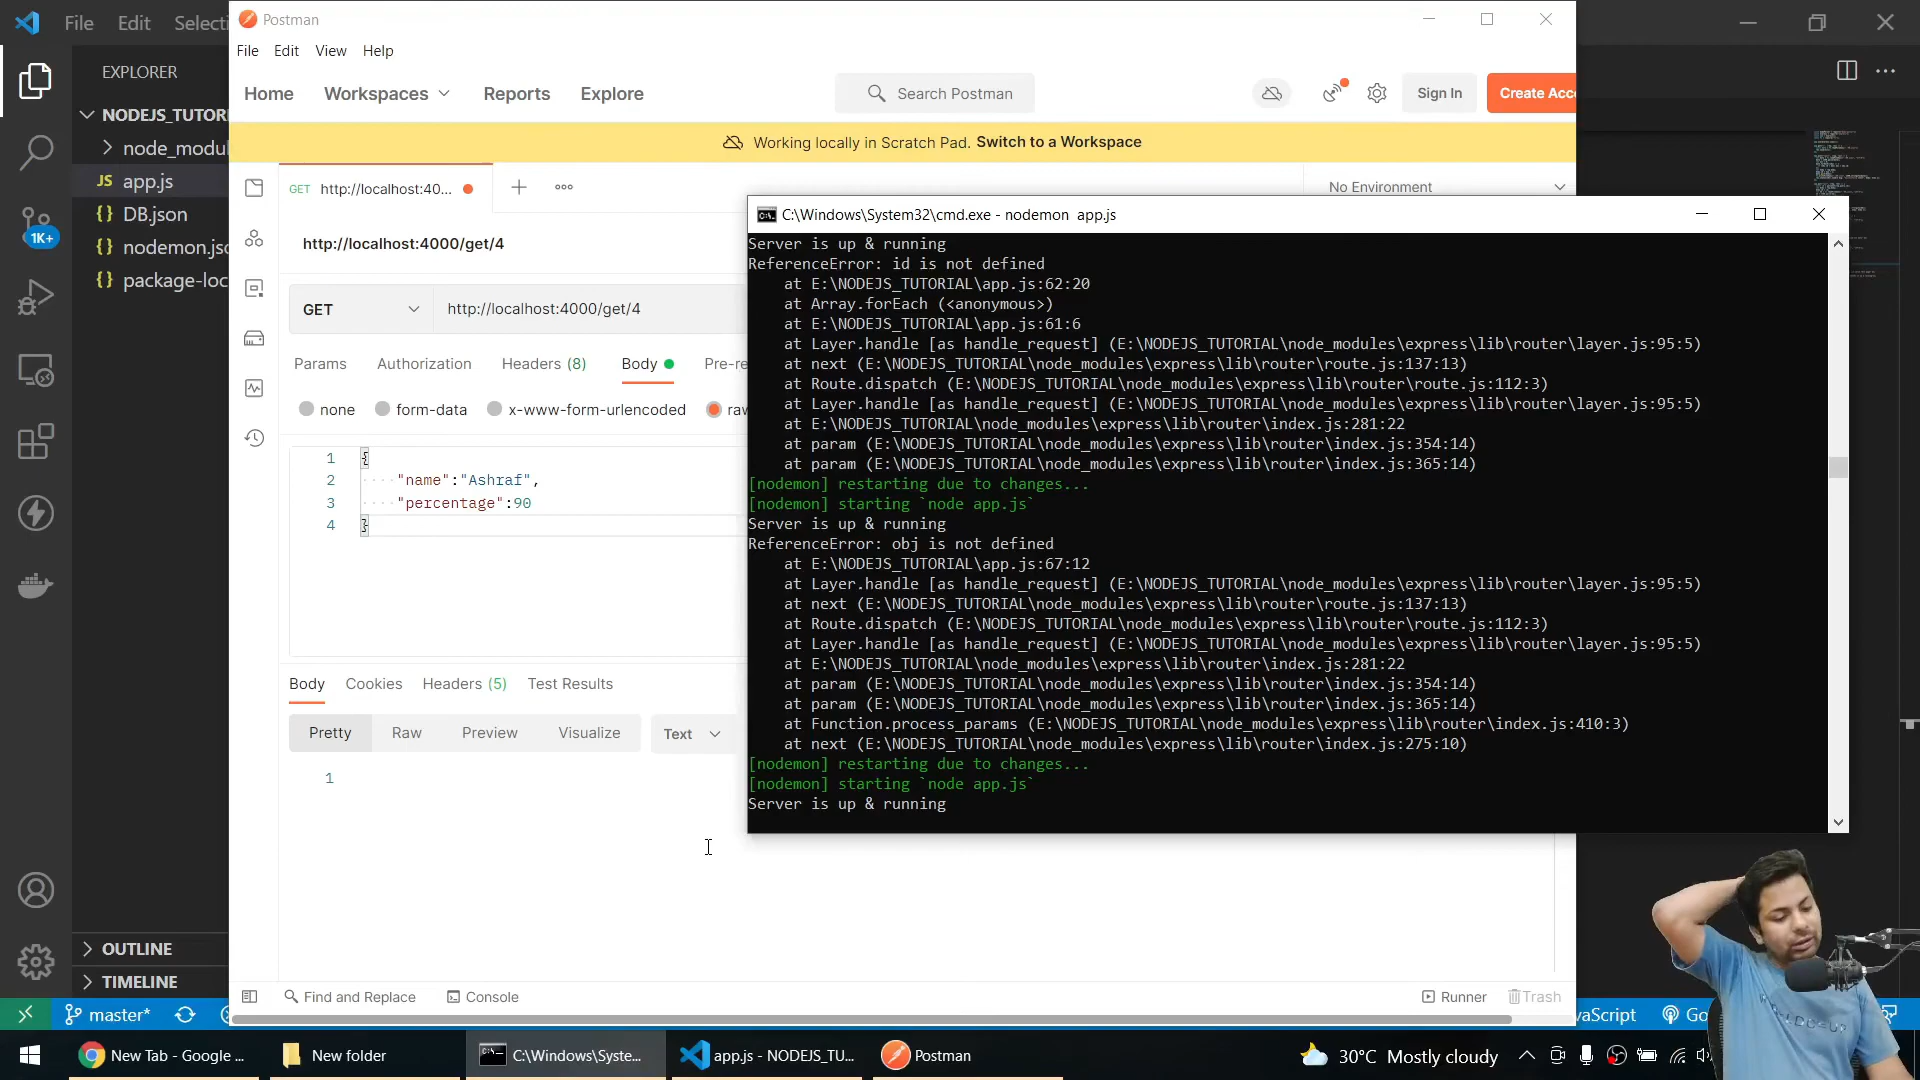 File Edit Selecti
EXPLORER
NODEJS_TUTORI
node_modul
JS app.js
{} DB.json
{} nodemon.jsc
{} package-loc
1K+
OUTLINE
TIMELINE
master*
Postman
File Edit View Help
Home Workspaces Reports Explore
Search Postman
Sign In
Create Acc
Working locally in Scratch Pad. Switch to a Workspace
GET http://localhost:40...
No Environment
http://localhost:4000/get/4
GET http://localhost:4000/get/4
Params Authorization Headers (8) Body Pre-re
none form-data x-www-form-urlencoded raw
1 {
2 "name":"Ashraf",
3 "percentage":90
4 }
Body Cookies Headers (5) Test Results
Pretty Raw Preview Visualize Text
1
Find and Replace Console
Runner Trash
C:\Windows\System32\cmd.exe - nodemon app.js
Server is up & running
ReferenceError: id is not defined
at E:\NODEJS_TUTORIAL\app.js:62:20
at Array.forEach (<anonymous>)
at E:\NODEJS_TUTORIAL\app.js:61:6
at Layer.handle [as handle_request] (E:\NODEJS_TUTORIAL\node_modules\express\lib\router\layer.js:95:5)
at next (E:\NODEJS_TUTORIAL\node_modules\express\lib\router\route.js:137:13)
at Route.dispatch (E:\NODEJS_TUTORIAL\node_modules\express\lib\router\route.js:112:3)
at Layer.handle [as handle_request] (E:\NODEJS_TUTORIAL\node_modules\express\lib\router\layer.js:95:5)
at E:\NODEJS_TUTORIAL\node_modules\express\lib\router\index.js:281:22
at param (E:\NODEJS_TUTORIAL\node_modules\express\lib\router\index.js:354:14)
at param (E:\NODEJS_TUTORIAL\node_modules\express\lib\router\index.js:365:14)
[nodemon] restarting due to changes...
[nodemon] starting `node app.js`
Server is up & running
ReferenceError: obj is not defined
at E:\NODEJS_TUTORIAL\app.js:67:12
at Layer.handle [as handle_request] (E:\NODEJS_TUTORIAL\node_modules\express\lib\router\layer.js:95:5)
at next (E:\NODEJS_TUTORIAL\node_modules\express\lib\router\route.js:137:13)
at Route.dispatch (E:\NODEJS_TUTORIAL\node_modules\express\lib\router\route.js:112:3)
at Layer.handle [as handle_request] (E:\NODEJS_TUTORIAL\node_modules\express\lib\router\layer.js:95:5)
at E:\NODEJS_TUTORIAL\node_modules\express\lib\router\index.js:281:22
at param (E:\NODEJS_TUTORIAL\node_modules\express\lib\router\index.js:354:14)
at param (E:\NODEJS_TUTORIAL\node_modules\express\lib\router\index.js:365:14)
at Function.process_params (E:\NODEJS_TUTORIAL\node_modules\express\lib\router\index.js:410:3)
at next (E:\NODEJS_TUTORIAL\node_modules\express\lib\router\index.js:275:10)
[nodemon] restarting due to changes...
[nodemon] starting `node app.js`
Server is up & running
vaScript Go
New Tab - Google ... New folder C:\Windows\Syste... app.js - NODEJS_TU... Postman 30°C Mostly cloudy